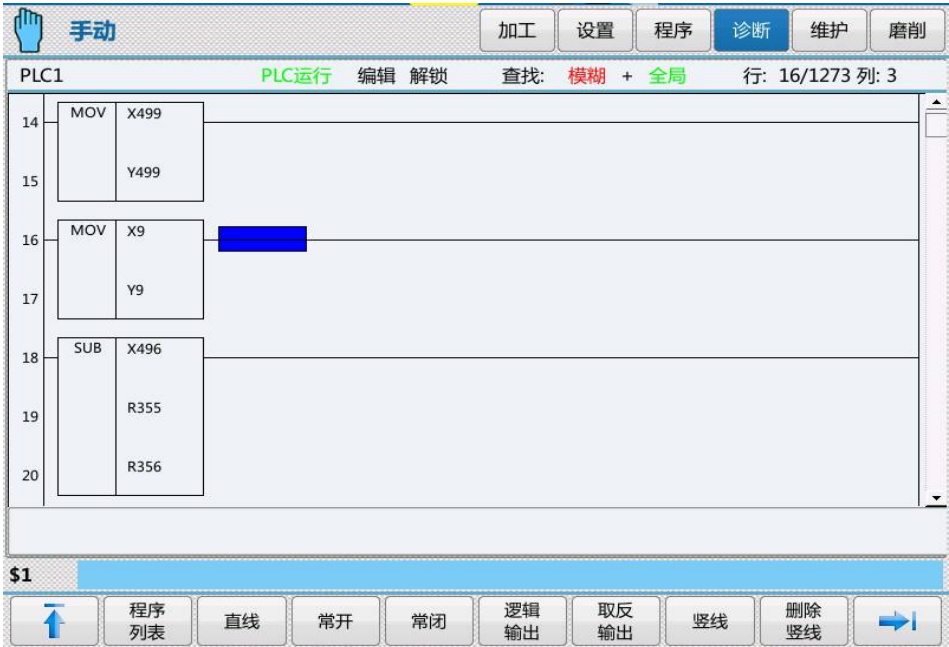 手动 加工 设置 程序 诊断 维护 磨削
PLC1 PLC运行 编辑 解锁 查找: 模糊 + 全局 行: 16/1273 列: 3
14 MOV X499
15 Y499
16 MOV X9
17 Y9
18 SUB X496
19 R355
20 R356
$1
程序列表 直线 常开 常闭 逻辑输出 取反输出 竖线 删除竖线